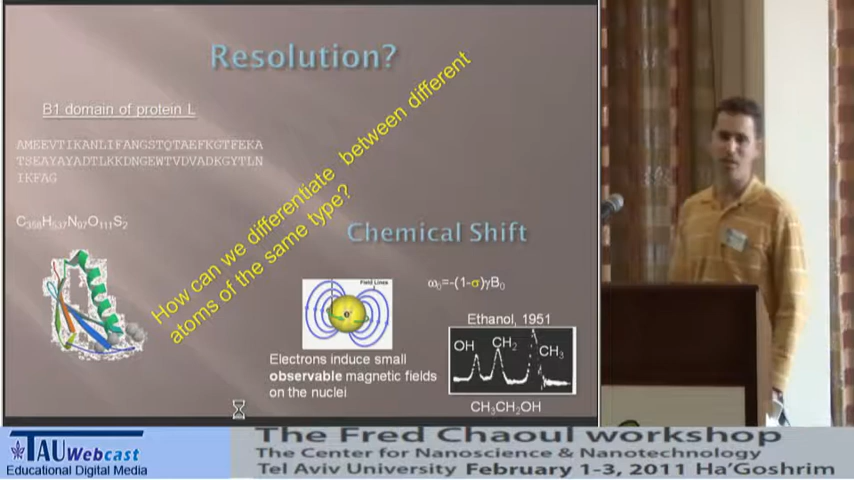 Resolution?
B1 domain of protein L
AMEEVTIKANLIFANGSTQTAEFKGTFEKA
TSEAYAYADTLKKDNGEWTVDVADKGYTLN
IKFAG
C₃₅₈H₅₃₇N₉₇O₁₁₁S₂
How can we differentiate between different
atoms of the same type?
Chemical Shift
Field Lines
ω₀=-(1-σ)γB₀
Electrons induce small
observable magnetic fields
on the nuclei
Ethanol, 1951
OH CH₂ CH₃
CH₃CH₂OH
TAU Webcast
Educational Digital Media
The Fred Chaoul workshop
The Center for Nanoscience & Nanotechnology
Tel Aviv University February 1-3, 2011 Ha'Goshrim